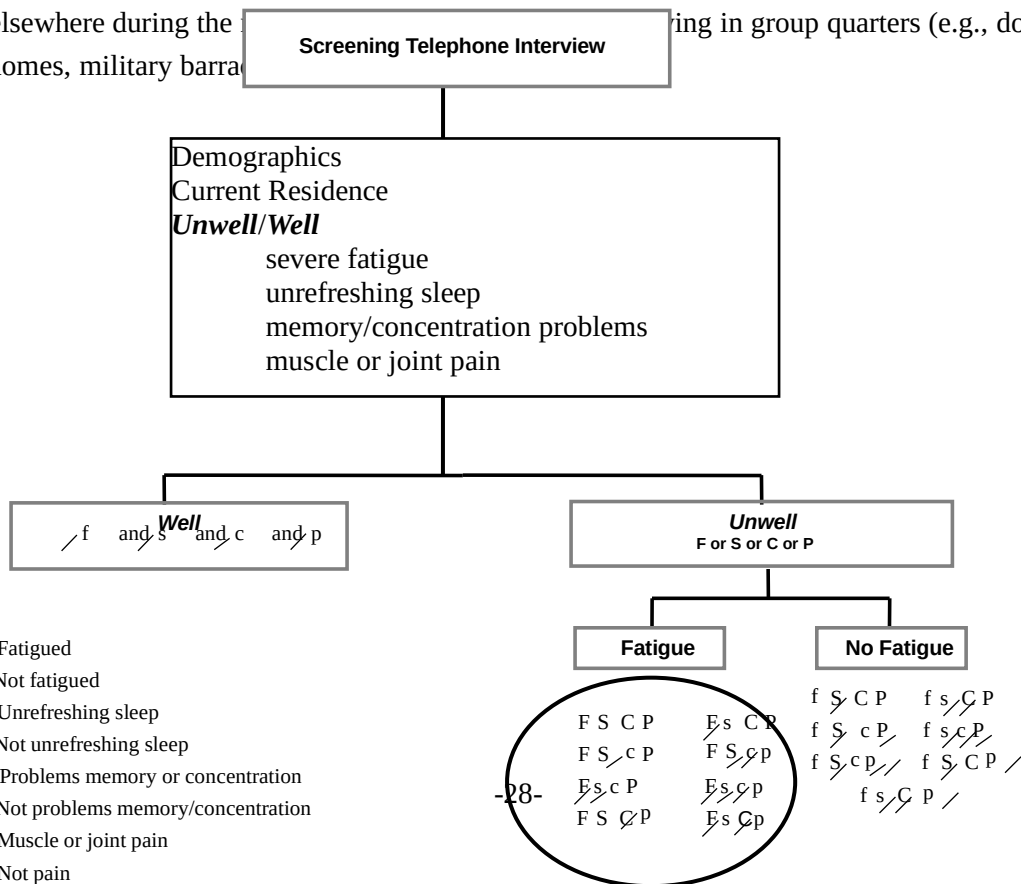 elsewhere during the
ving in group quarters (e.g.,
omes, military
Screening Telephone Interview
Demographics
Current Residence
Unwell/Well
severe fatigue
unrefreshing sleep
memory/concentration problems
muscle or joint pain
Well
f and s and c and p
Unwell
F or S or C or P
Fatigue
No Fatigue
Fatigued
Not fatigued
Unrefreshing sleep
Not unrefreshing sleep
Problems memory or concentration
Not problems memory/concentration
Muscle or joint pain
Not pain
F S C P F s C P
F S c P F S c p
F s c P F s c p
F S C p F s C p
-28-
f S C P f s C P
f S c P f s c P
f S c p f S C p
f s C p